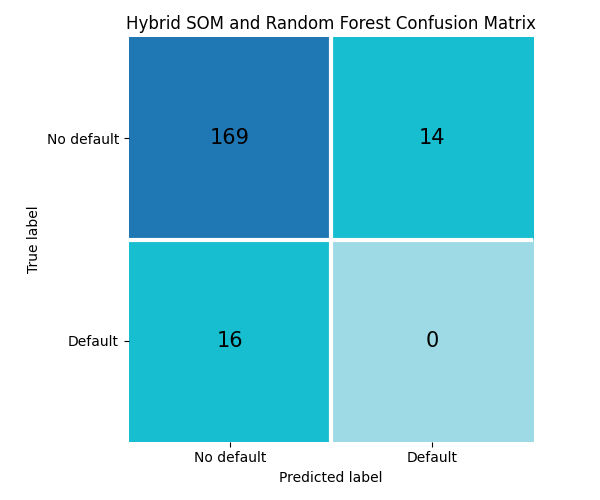 Hybrid SOM and Random Forest Confusion Matrix
No default
169
14
True label
Default
16
0
No default
Default
Predicted label